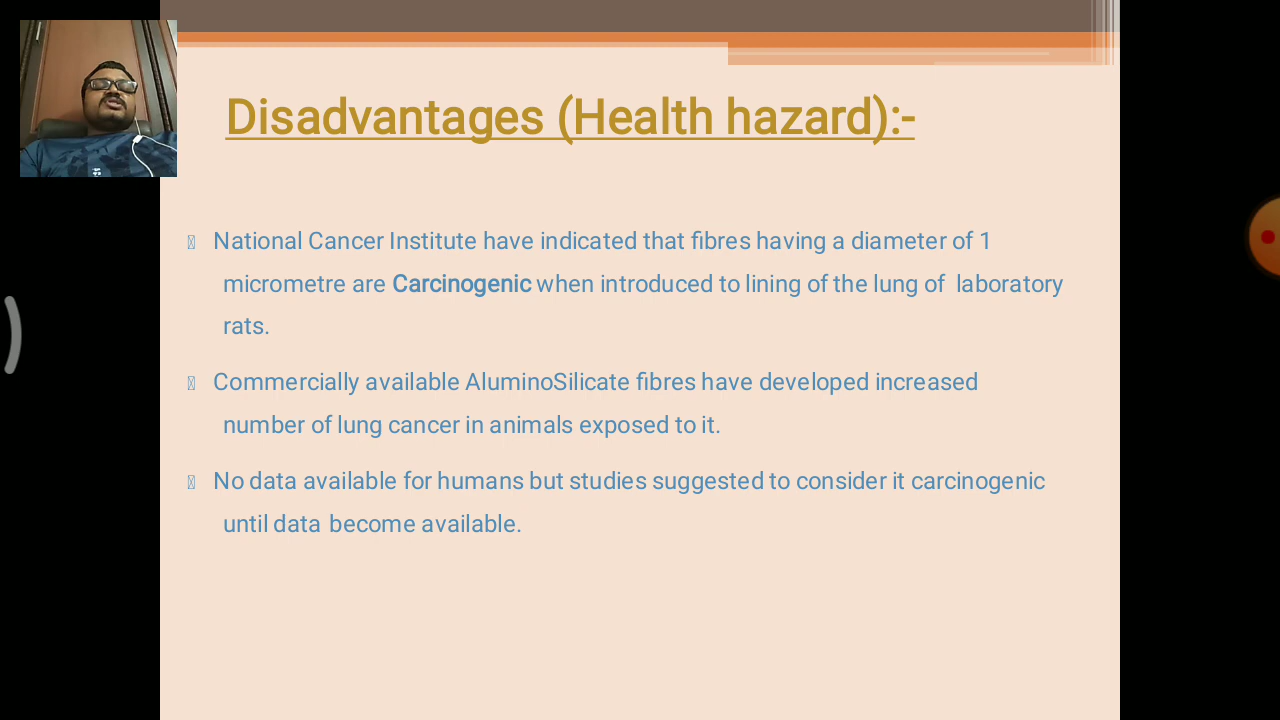 Disadvantages (Health hazard):-
National Cancer Institute have indicated that fibres having a diameter of 1
micrometre are Carcinogenic when introduced to lining of the lung of laboratory
rats.
Commercially available AluminoSilicate fibres have developed increased
number of lung cancer in animals exposed to it.
No data available for humans but studies suggested to consider it carcinogenic
until data become available.